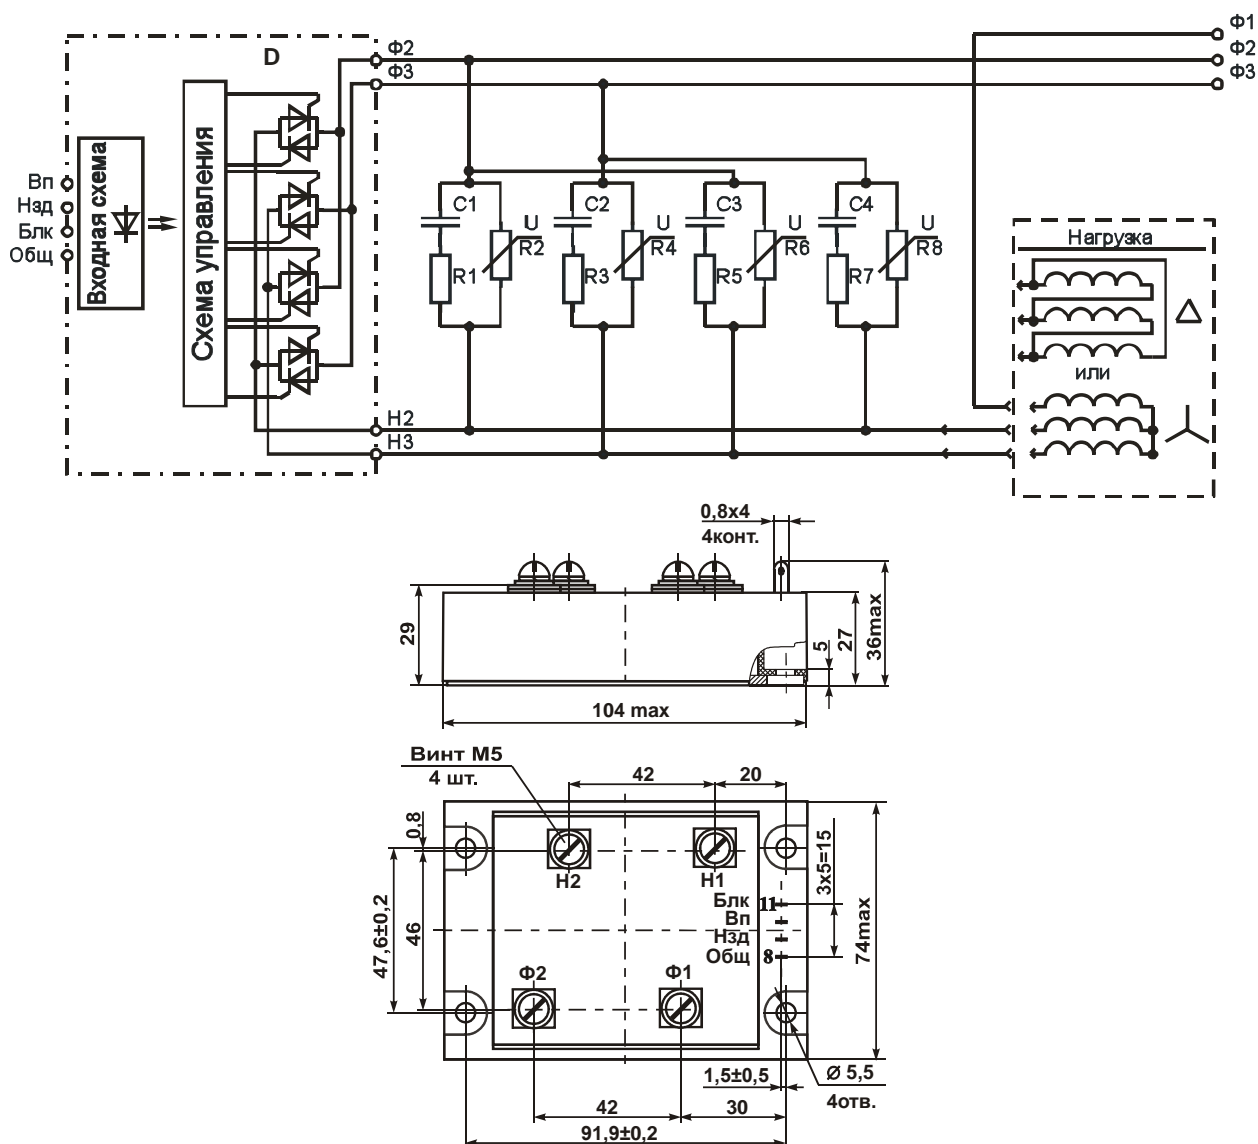 D
Ф2
Ф3
Ф1
Ф2
Ф3
Вп
Нзд
Блк
Общ
Входная схема
Схема управления
C1
U
R2
R1
C2
U
R4
R3
C3
U
R6
R5
C4
U
R8
R7
Нагрузка
или
Н2
Н3
0,8х4
4конт.
29
5
27
36max
104 max
Винт М5
4 шт.
42
20
0,8
47,6±0,2
46
Н2
Н1
Блк 11
Вп
Нзд
Общ 8
3х5=15
74max
Ф2
Ф1
1,5±0,5
Ø 5,5
4отв.
42
30
91,9±0,2